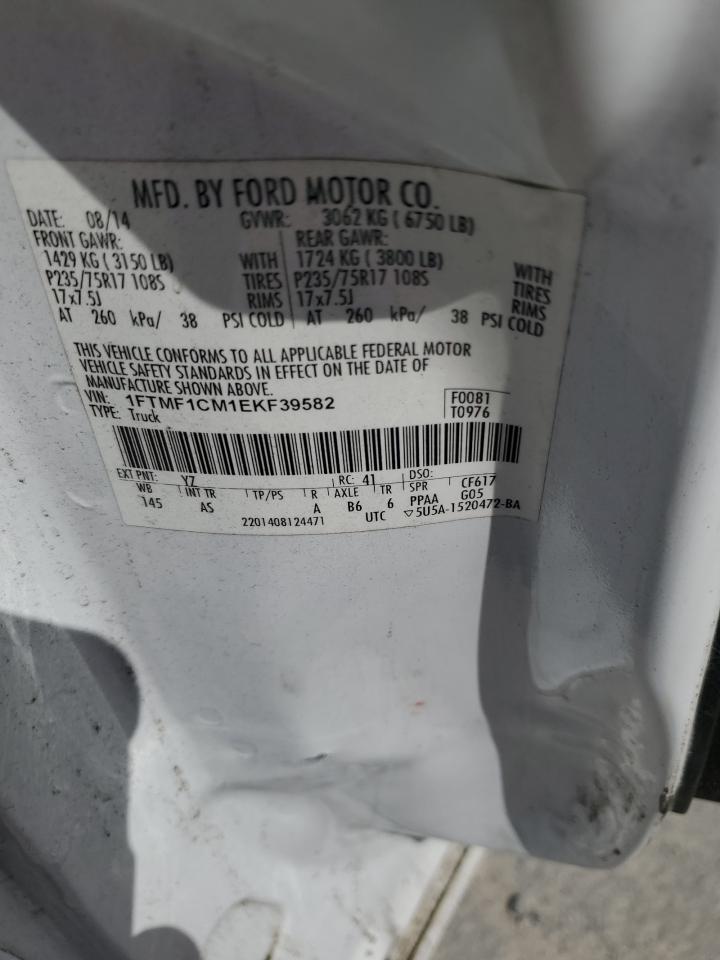 MFD. BY FORD MOTOR CO.
DATE: 08/14 GVWR: 3062 KG ( 6750 LB)
FRONT GAWR: REAR GAWR:
1429 KG ( 3150 LB) WITH 1724 KG ( 3800 LB) WITH
P235/75R17 108S TIRES P235/75R17 108S TIRES
17x7.5J RIMS 17x7.5J RIMS
AT 260 kPa/ 38 PSI COLD AT 260 kPa/ 38 PSI COLD
THIS VEHICLE CONFORMS TO ALL APPLICABLE FEDERAL MOTOR
VEHICLE SAFETY STANDARDS IN EFFECT ON THE DATE OF
MANUFACTURE SHOWN ABOVE.
VIN: 1FTMF1CM1EKF39582 F0081
TYPE: Truck T0976
EXT PNT: YZ RC: 41 DSO: CF617
WB INT TR TP/PS R AXLE TR SPR G05
145 AS A B6 6 PPAA
2201408124471 UTC ▽5U5A-1520472-BA